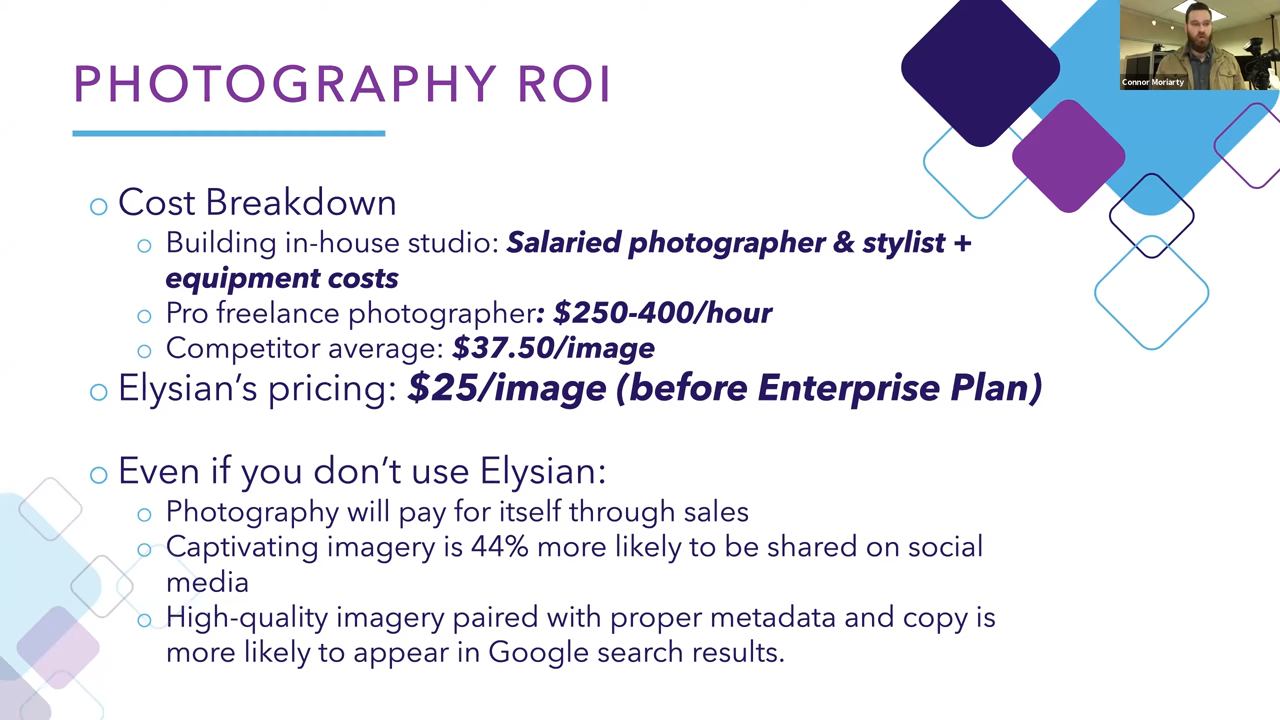 PHOTOGRAPHY ROI
Connor Moriarty
o Cost Breakdown
o Building in-house studio: Salaried photographer & stylist +
equipment costs
o Pro freelance photographer: $250-400/hour
o Competitor average: $37.50/image
o Elysian’s pricing: $25/image (before Enterprise Plan)
o Even if you don’t use Elysian:
o Photography will pay for itself through sales
o Captivating imagery is 44% more likely to be shared on social
media
o High-quality imagery paired with proper metadata and copy is
more likely to appear in Google search results.